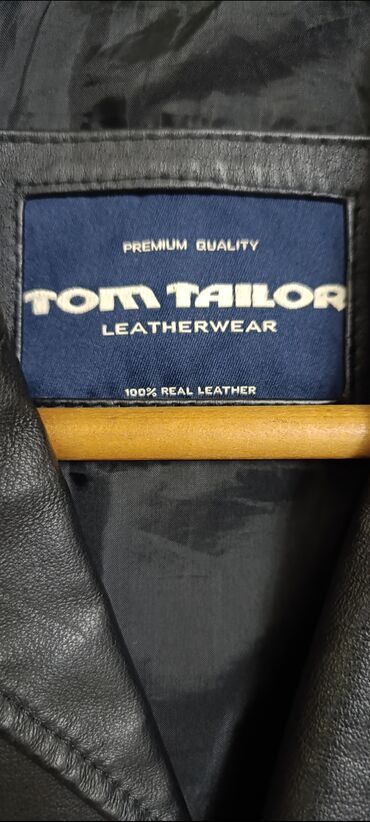 PREMIUM QUALITY
TOM TAILOR
LEATHERWEAR
100% REAL LEATHER